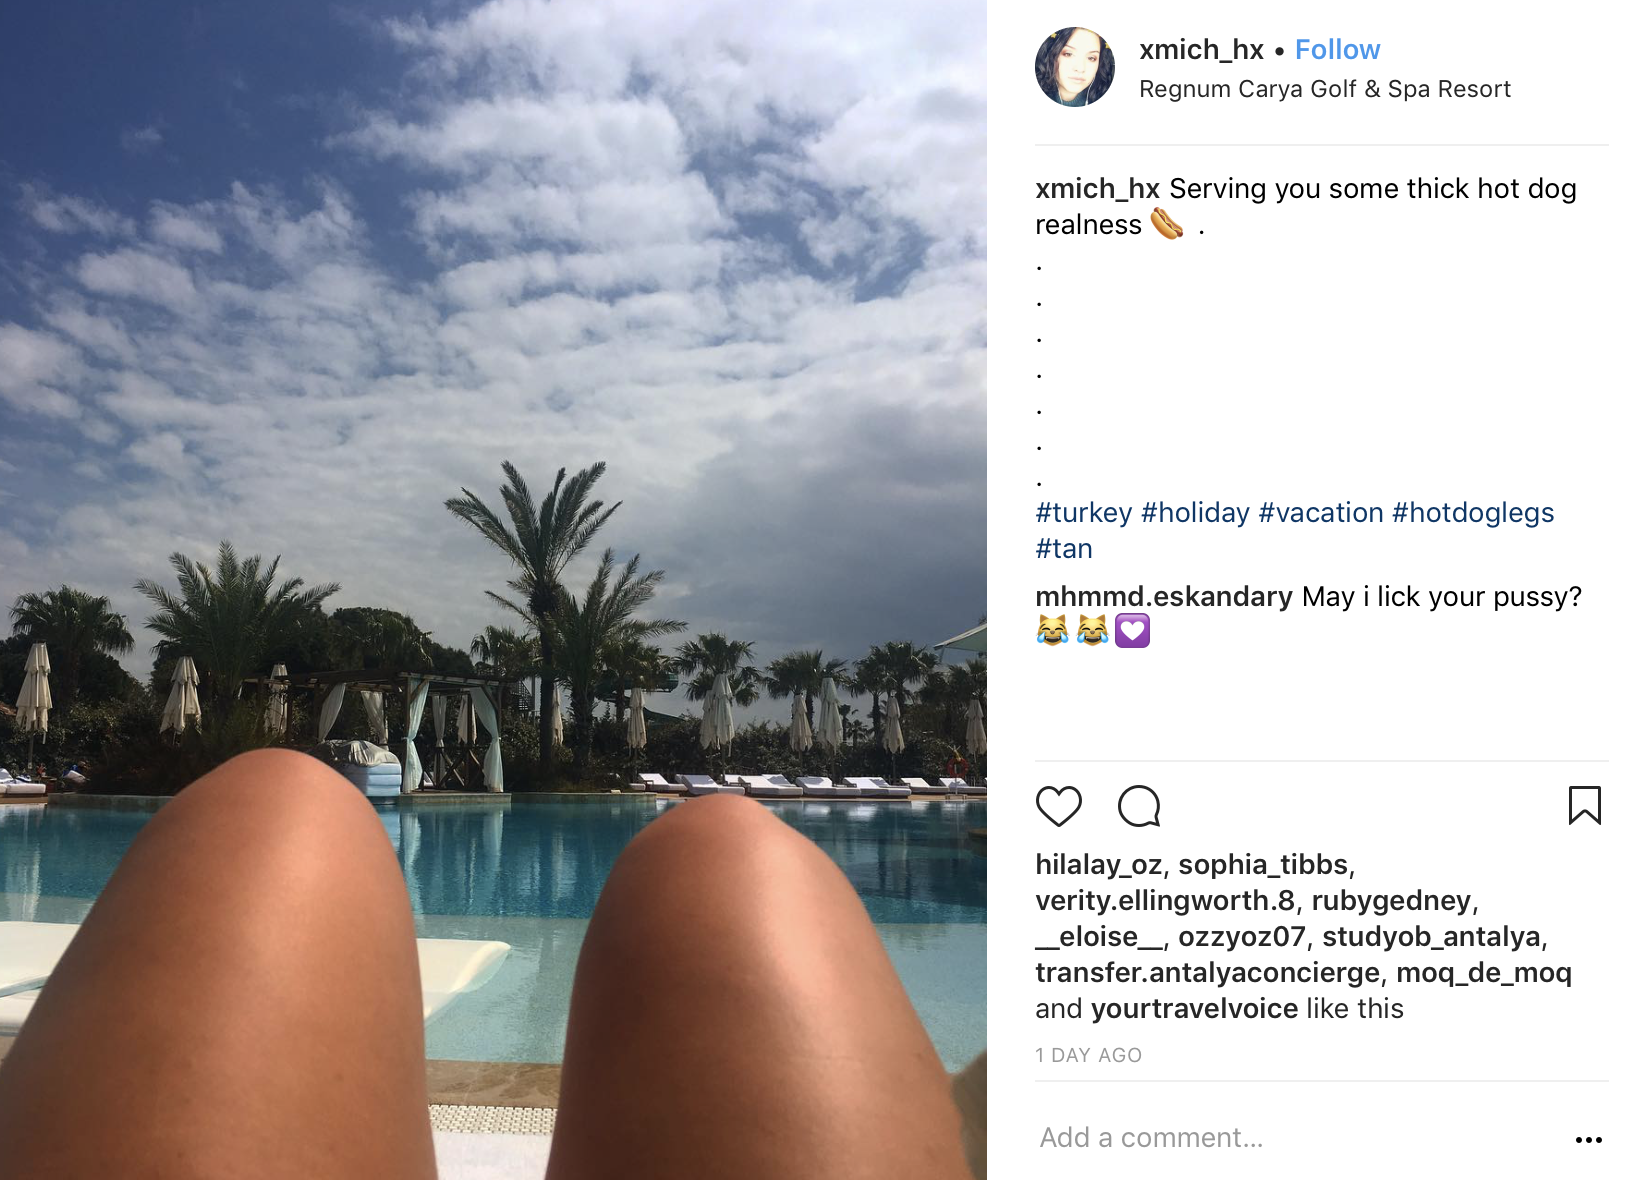 xmich_hx • Follow
Regnum Carya Golf & Spa Resort
xmich_hx Serving you some thick hot dog
realness 🌭 .
.
.
.
.
.
.
.
#turkey #holiday #vacation #hotdoglegs
#tan
mhmmd.eskandary May i lick your pussy?
😹😹💟
hilalay_oz, sophia_tibbs,
verity.ellingworth.8, rubygedney,
__eloise__, ozzyoz07, studyob_antalya,
transfer.antalyaconcierge, moq_de_moq
and yourtravelvoice like this
1 DAY AGO
Add a comment...